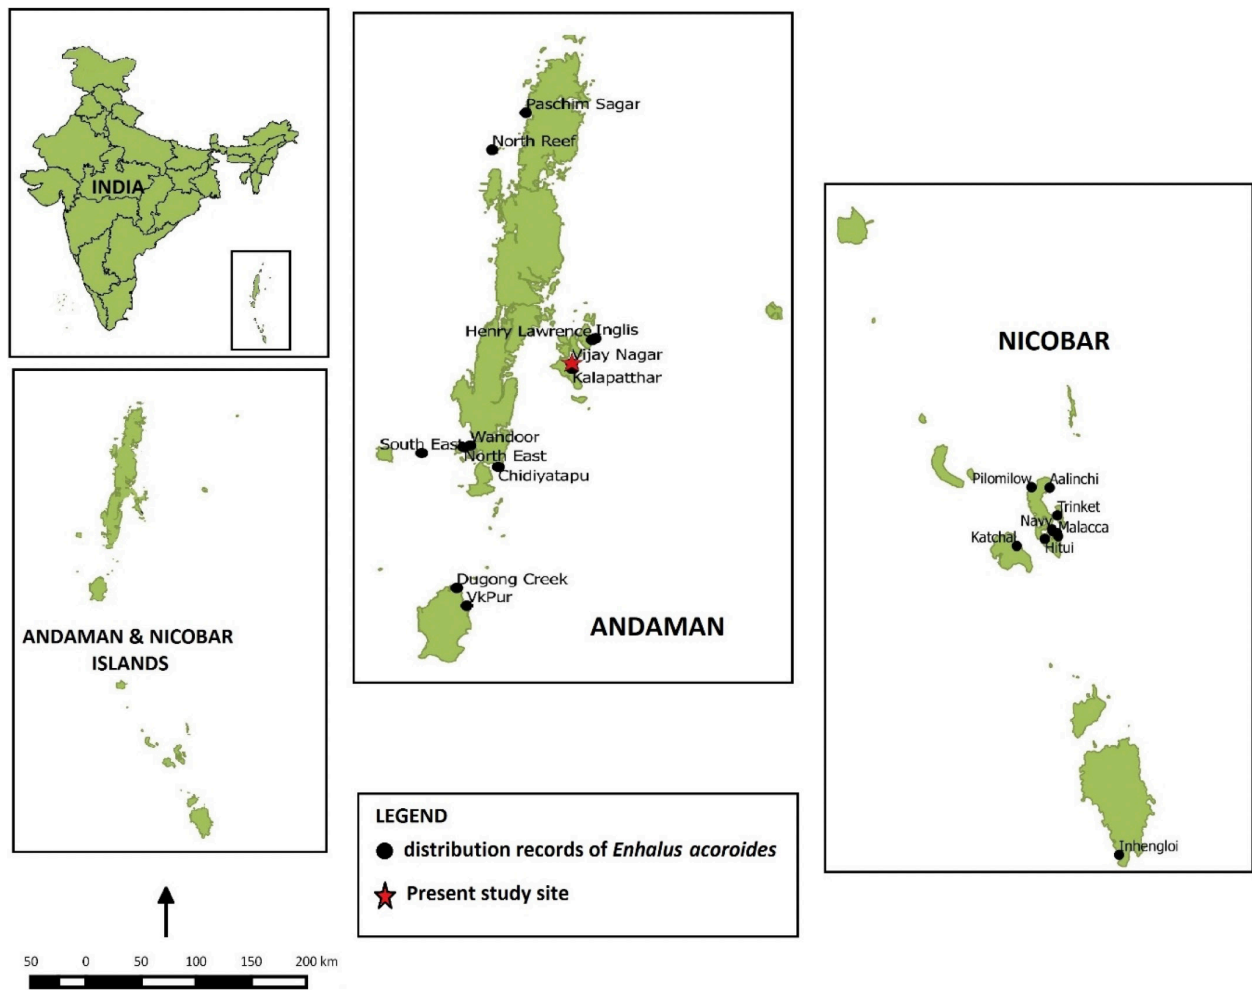 INDIA
ANDAMAN & NICOBAR
ISLANDS
50 0 50 100 150 200 km
Paschim Sagar
North Reef
Henry Lawrence
Inglis
Vijay Nagar
Kalapatthar
South East
Wandoor
North East
Chidiyatapu
Dugong Creek
VkPur
ANDAMAN
LEGEND
distribution records of Enhalus acoroides
Present study site
NICOBAR
Pilomilow
Aalinchi
Trinket
Navy
Malacca
Katchal
Hitui
Inhengloi